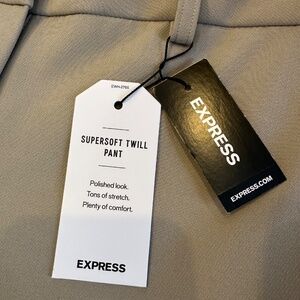 SUPERSOFT TWILL
PANT
Polished look.
Tons of stretch.
Plenty of comfort.
EXPRESS
EXPRESS
EXPRESS.COM